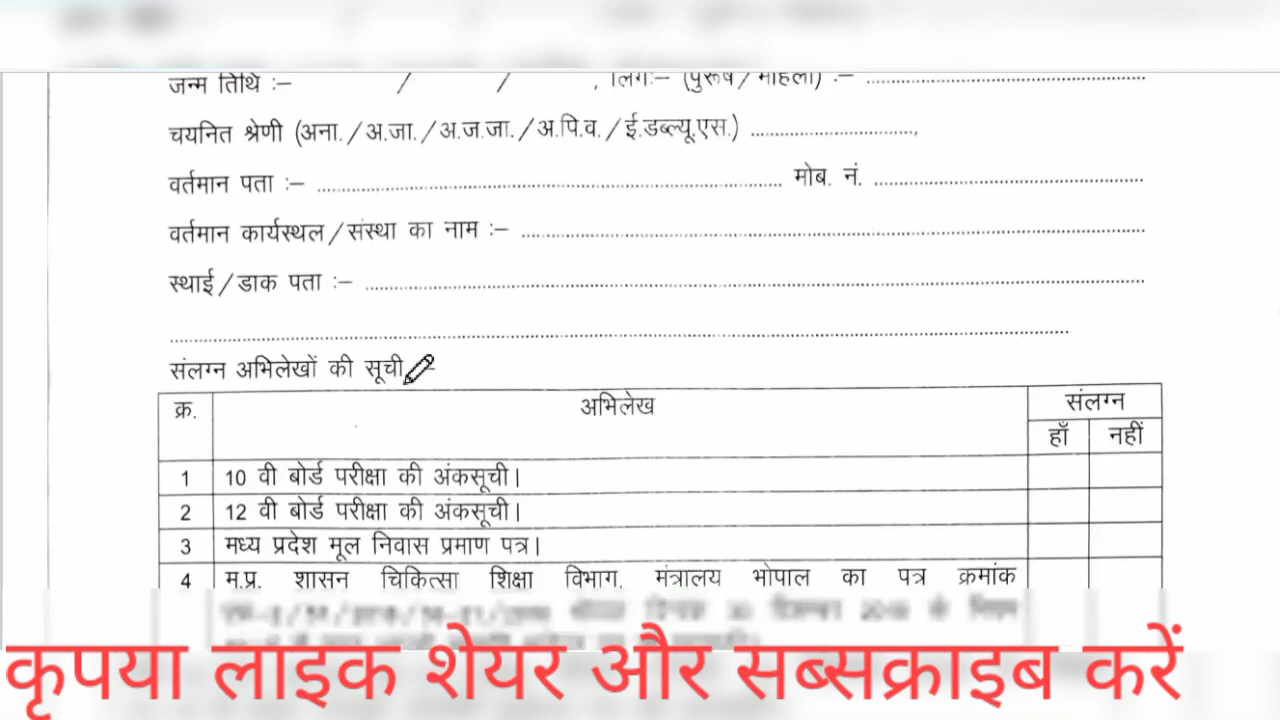 जन्म तिथि :– / / , लिंग:– (पुरूष/महिला) :– ........................
चयनित श्रेणी (अना./अ.जा./अ.ज.जा./अ.पि.व./ई.डब्ल्यू.एस.) ........................,
वर्तमान पता :– ........................ मोब. नं. ........................
वर्तमान कार्यस्थल/संस्था का नाम :– ........................
स्थाई/डाक पता :– ........................
........................
संलग्न अभिलेखों की सूची
क्र. अभिलेख संलग्न
हाँ नहीं
1 10 वी बोर्ड परीक्षा की अंकसूची।
2 12 वी बोर्ड परीक्षा की अंकसूची।
3 मध्य प्रदेश मूल निवास प्रमाण पत्र।
4 म.प्र. शासन चिकित्सा शिक्षा विभाग, मंत्रालय भोपाल का पत्र क्रमांक
कृपया लाइक शेयर और सब्सक्राइब करें